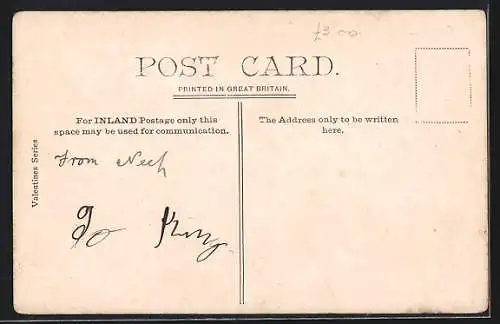 £3.00
POST CARD.
PRINTED IN GREAT BRITAIN.
For INLAND Postage only this
space may be used for communication.
The Address only to be written
here.
Valentines Series
From
To